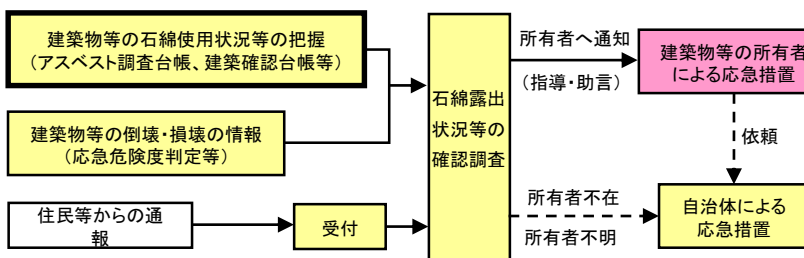 建築物等の石綿使用状況等の把握
（アスベスト調査台帳、建築確認台帳等）
建築物等の倒壊・損壊の情報
（応急危険度判定等）
住民等からの通
報
受付
石綿露出
状況等の
確認調査
所有者へ通知
（指導・助言）
建築物等の所有者
による応急措置
依頼
所有者不在
所有者不明
自治体による
応急措置